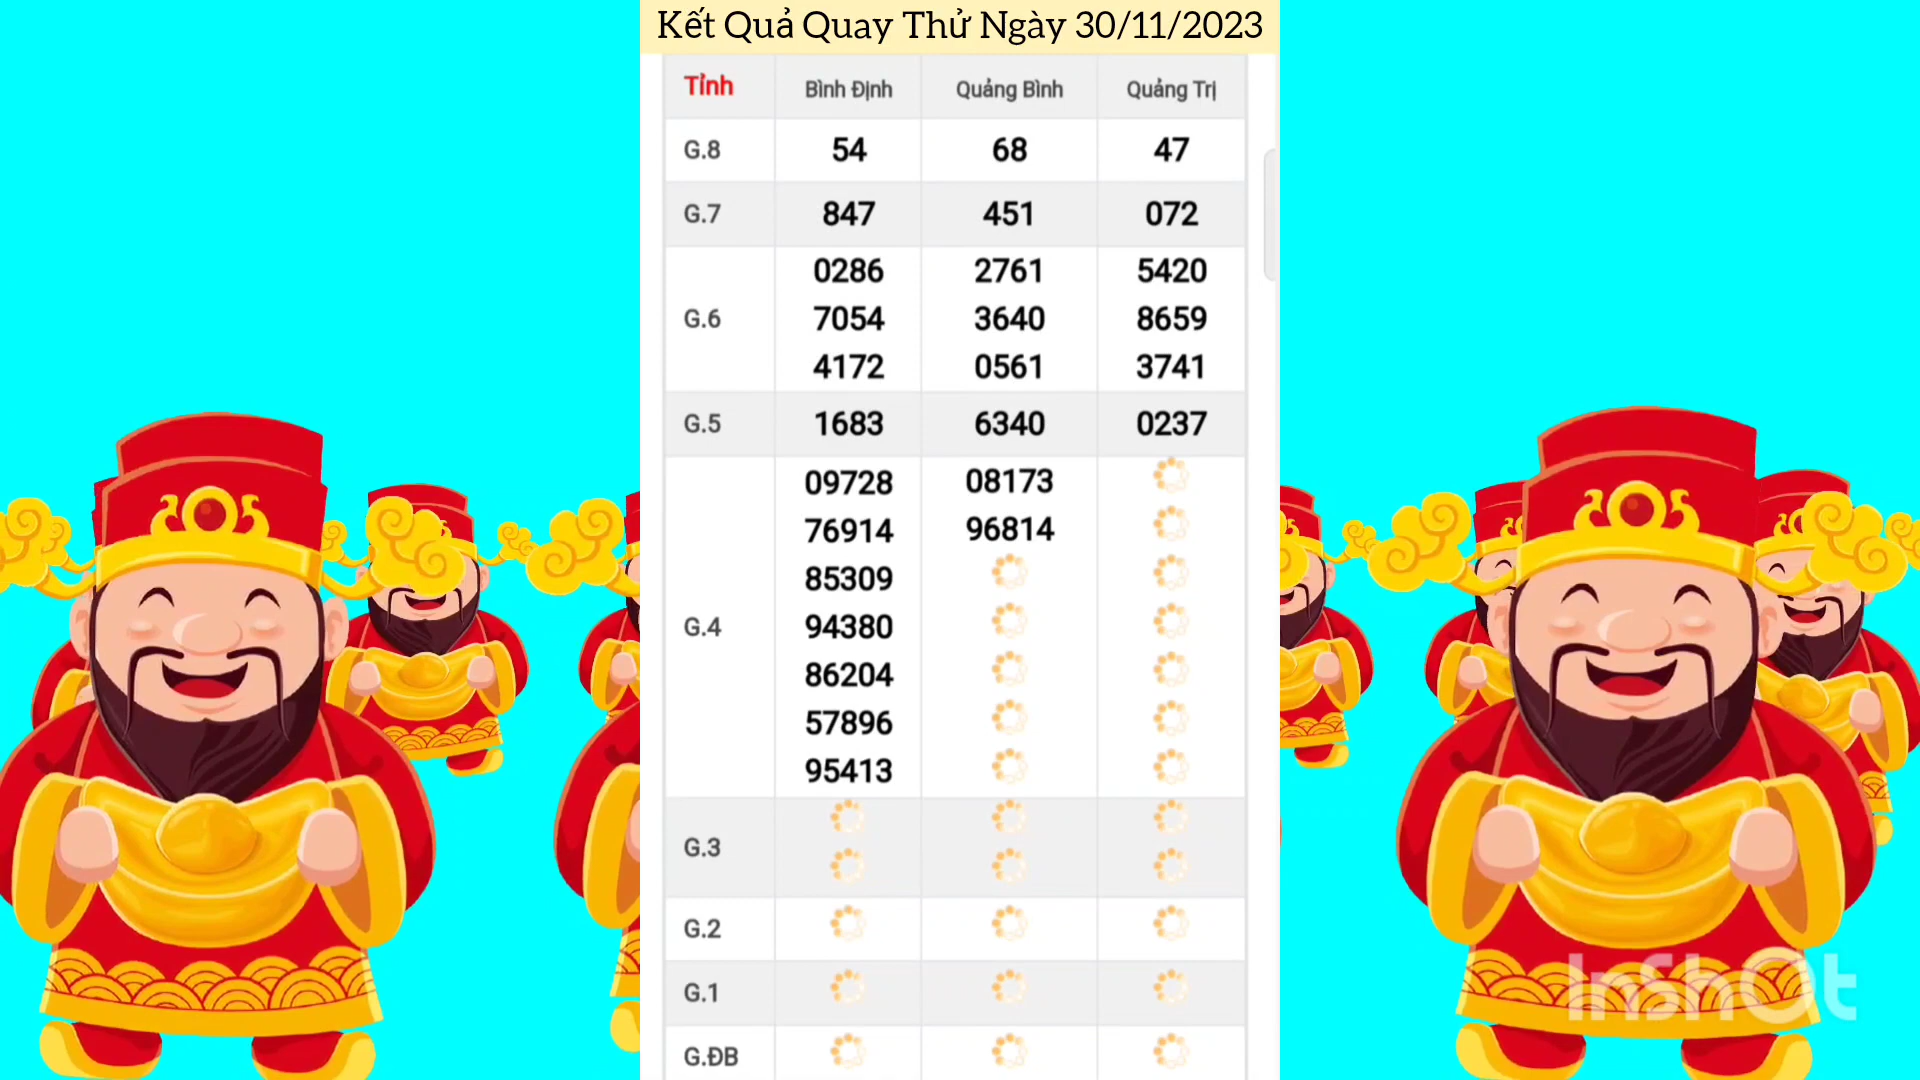 Kết Quả Quay Thử Ngày 30/11/2023
Tỉnh Bình Định Quảng Bình Quảng Trị
G.8 54 68 47
G.7 847 451 072
0286 2761 5420
G.6 7054 3640 8659
4172 0561 3741
G.5 1683 6340 0237
09728 08173
76914 96814
85309
G.4 94380
86204
57896
95413
G.3
G.2
G.1
G.ĐB
InShOt